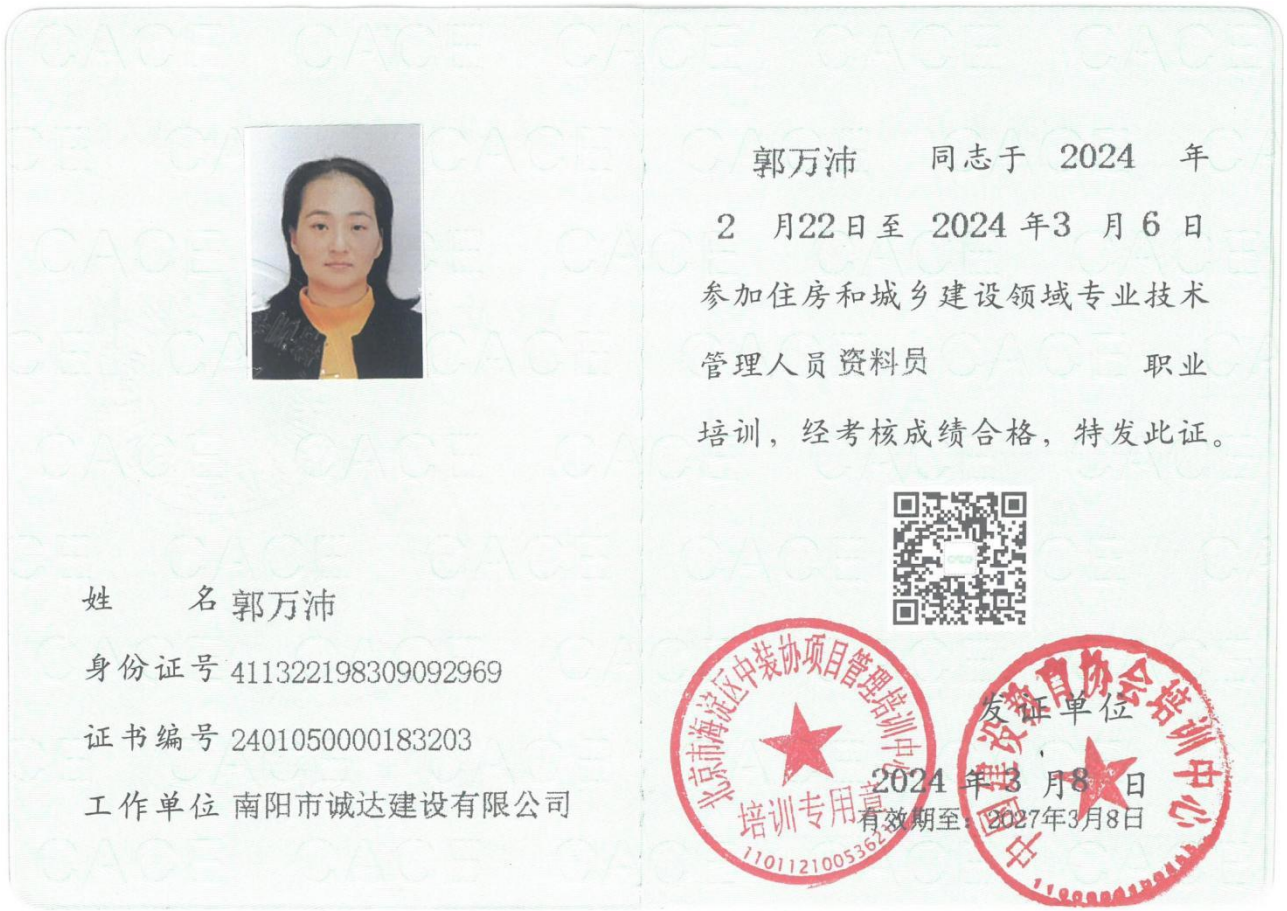 姓 名 郭万沛
身份证号 411322198309092969
证书编号 2401050000183203
工作单位 南阳市诚达建设有限公司
郭万沛 同志于 2024 年
2 月22日至 2024 年3 月 6 日
参加住房和城乡建设领域专业技术
管理人员资料员 职业
培训，经考核成绩合格，特发此证。
北京市海淀区中装协项目管理培训中心
培训专用章
中国建设教育协会培训中心
发证单位
2024 年 3 月8 日
有效期至：2027年3月8日
CACE